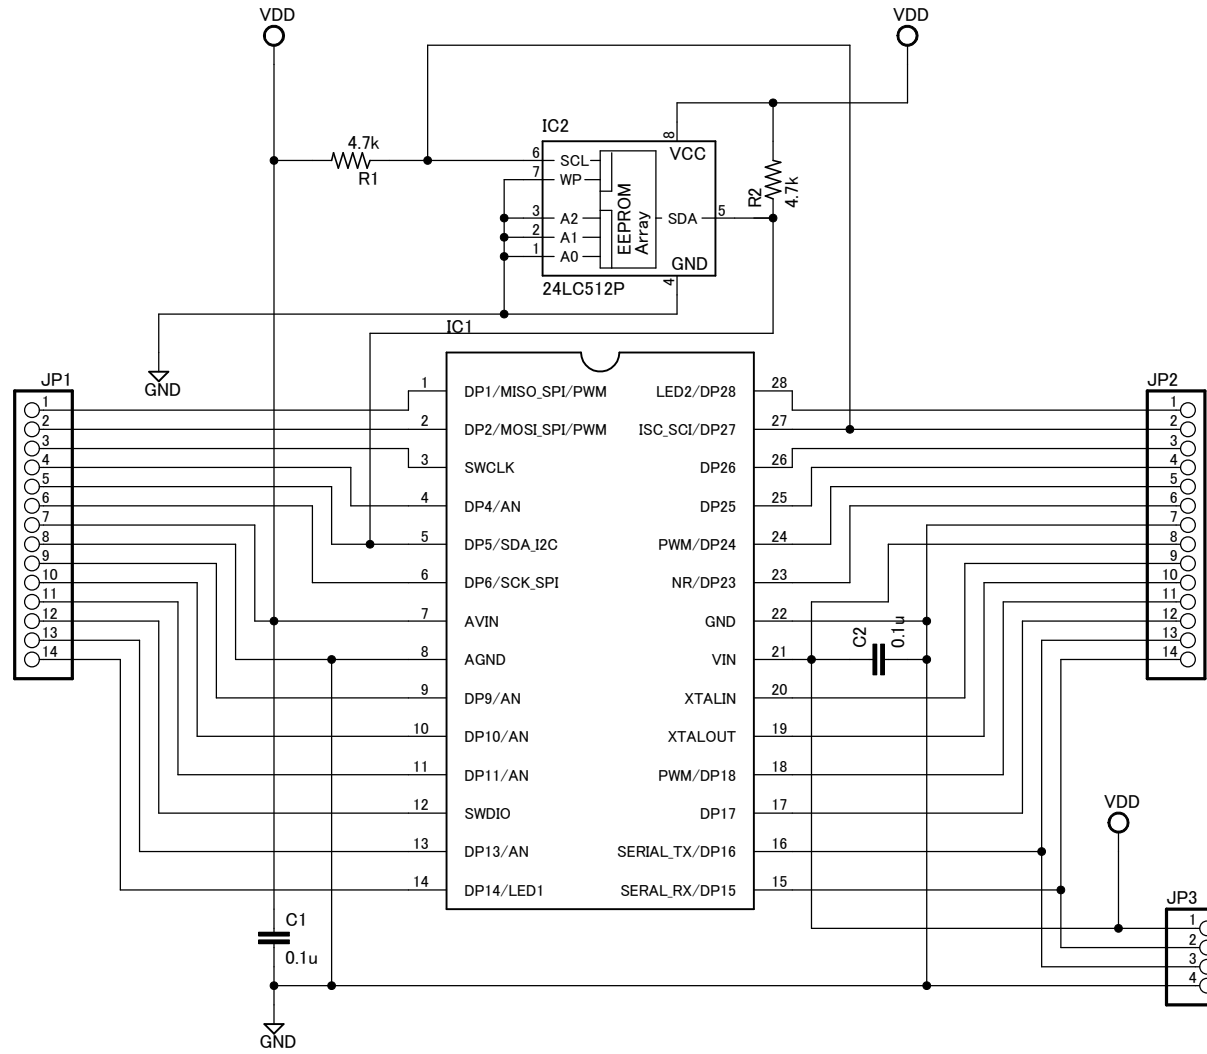 VDD
VDD
IC2
4.7k
R1
6
7
3
2
1
SCL
WP
A2
A1
A0
EEPROM
Array
8
VCC
SDA
5
GND
4
24LC512P
R2
4.7k
GND
IC1
JP1
1
2
3
4
5
6
7
8
9
10
11
12
13
14
1 DP1/MISO_SPI/PWM
2 DP2/MOSI_SPI/PWM
3 SWCLK
4 DP4/AN
5 DP5/SDA_I2C
6 DP6/SCK_SPI
7 AVIN
8 AGND
9 DP9/AN
10 DP10/AN
11 DP11/AN
12 SWDIO
13 DP13/AN
14 DP14/LED1
LED2/DP28 28
ISC_SCI/DP27 27
DP26 26
DP25 25
PWM/DP24 24
NR/DP23 23
GND 22
VIN 21
XTALIN 20
XTALOUT 19
PWM/DP18 18
DP17 17
SERIAL_TX/DP16 16
SERAL_RX/DP15 15
C2
0.1u
JP2
1
2
3
4
5
6
7
8
9
10
11
12
13
14
VDD
JP3
1
2
3
4
C1
0.1u
GND